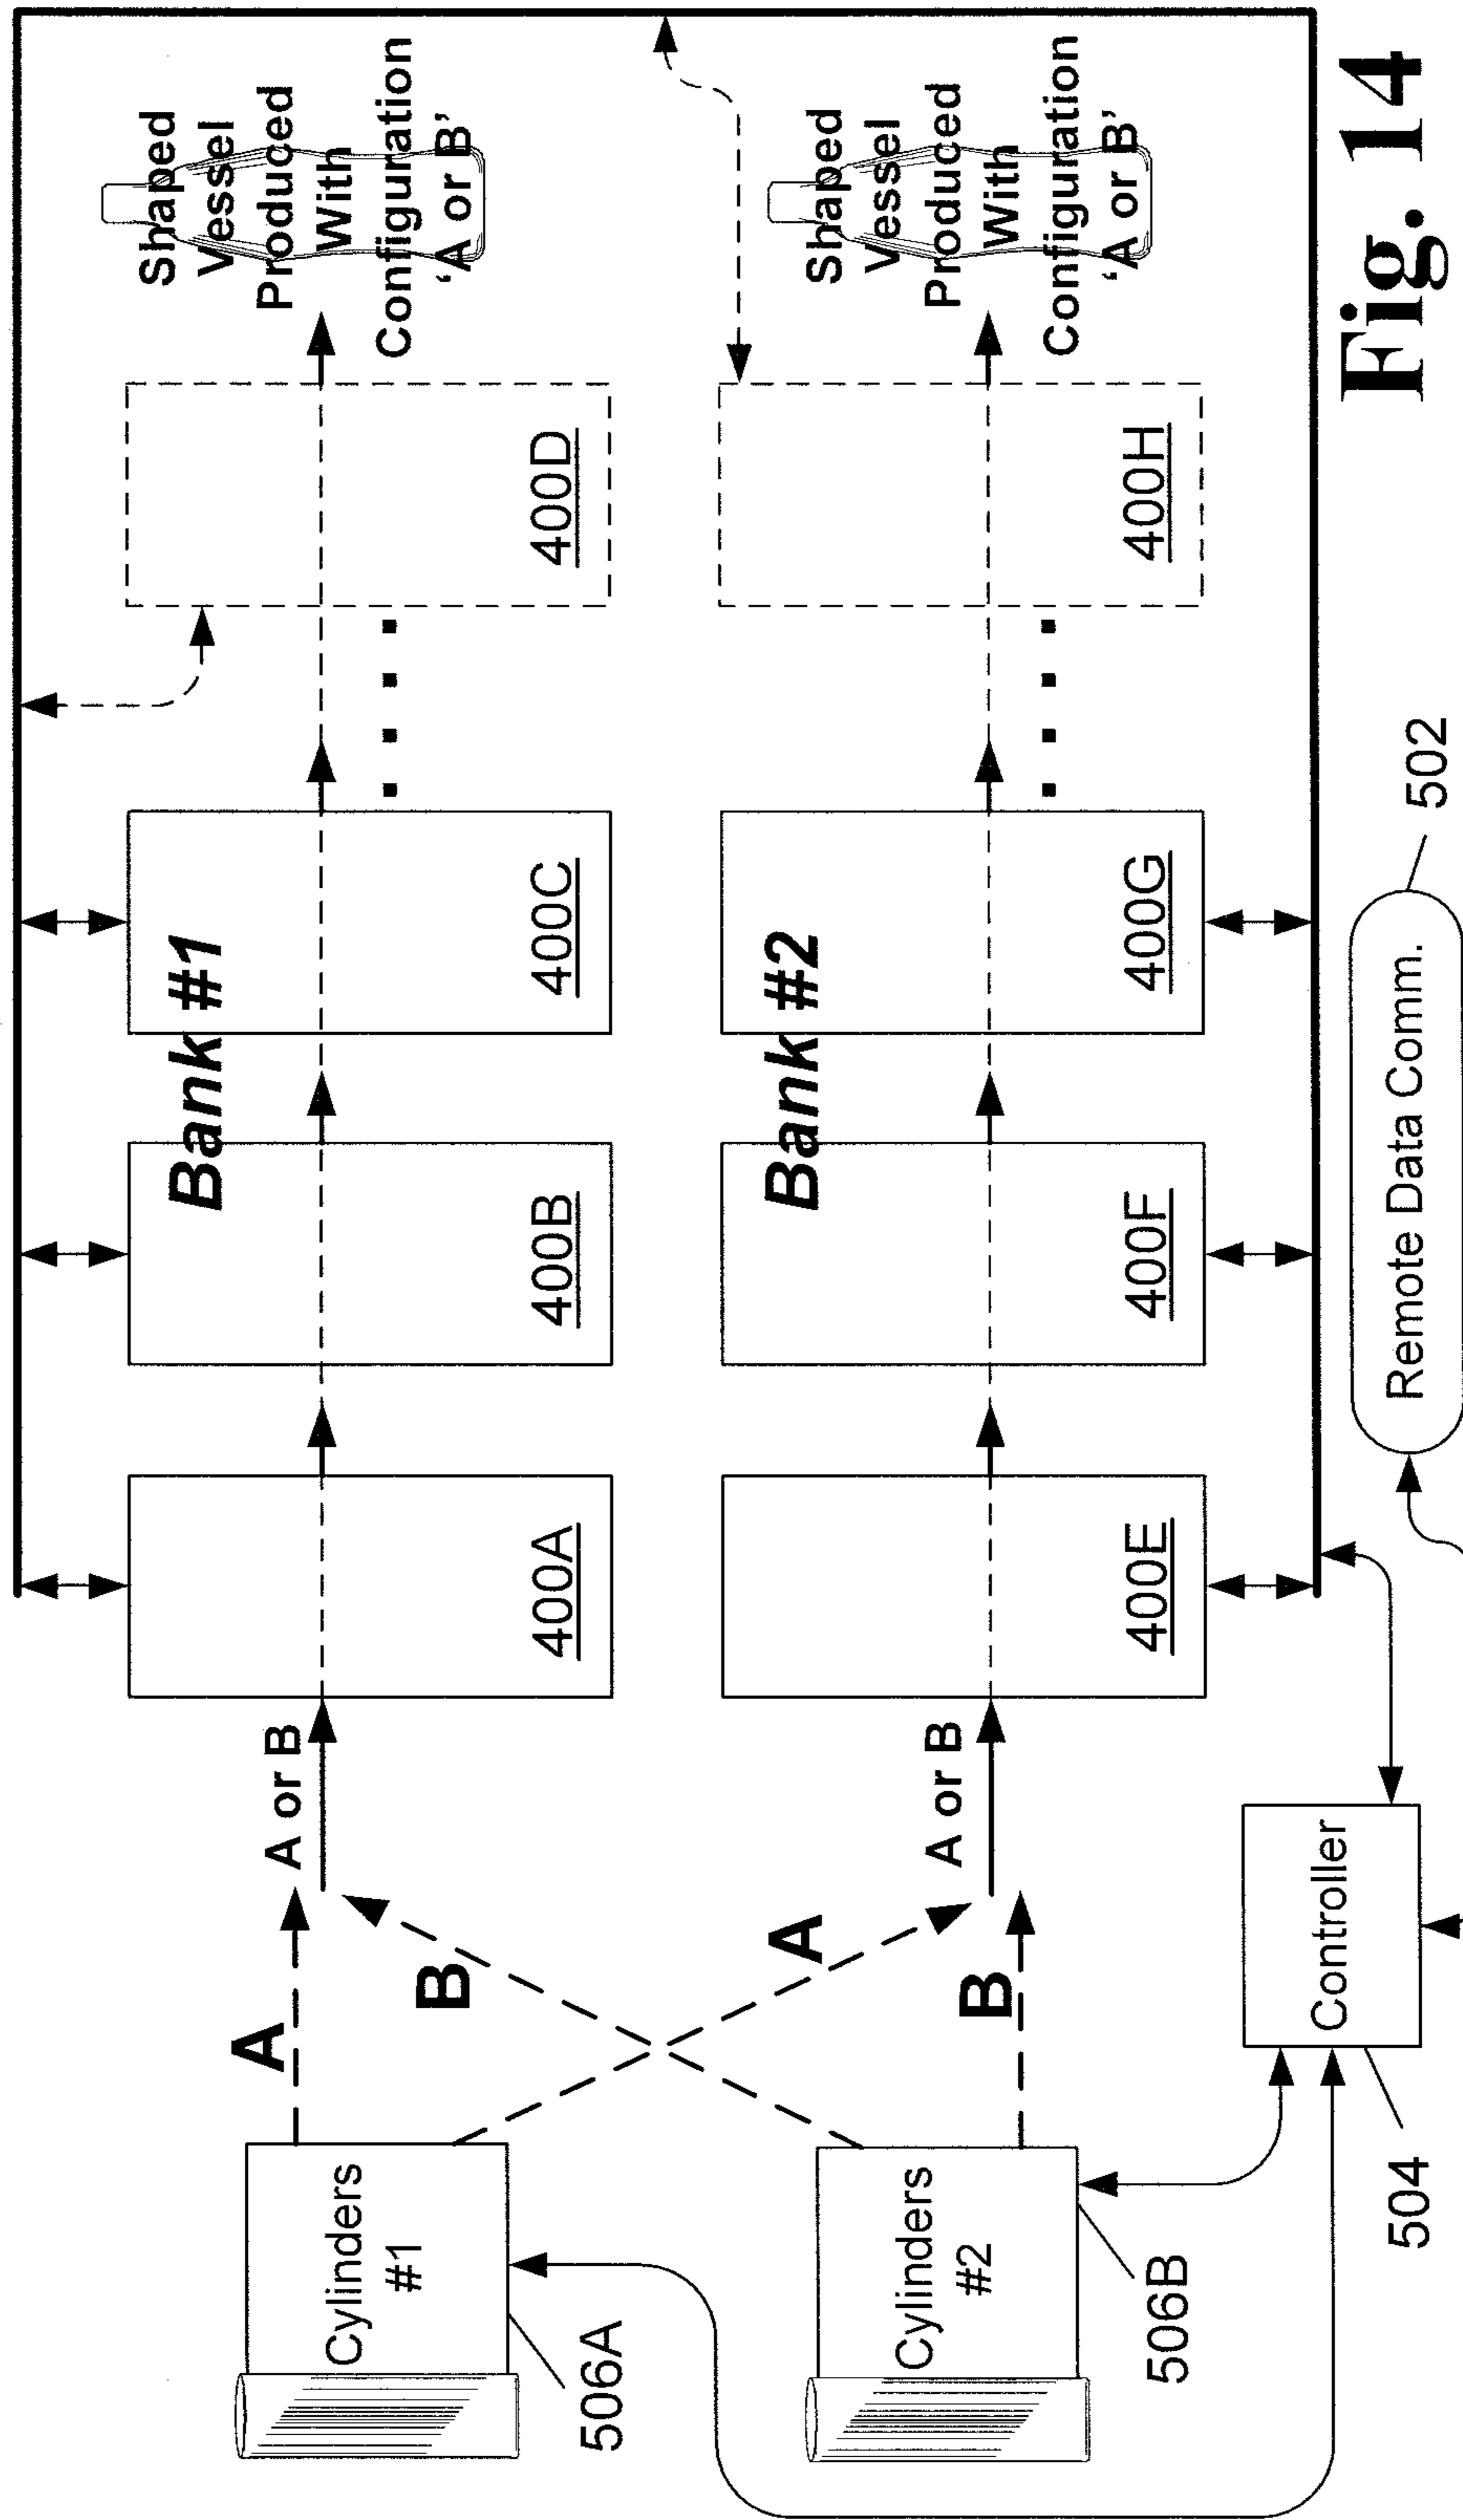 Cylinders
#1
506A
A
B
A or B
400A
400B
Bank #1
400C
400D
Shaped
Vessel
Produced
With
Configuration
‘A or B’
Cylinders
#2
506B
A
B
A or B
400E
400F
Bank #2
400G
400H
Shaped
Vessel
Produced
With
Configuration
‘A or B’
Controller
504
Remote Data Comm.
502
Fig. 14